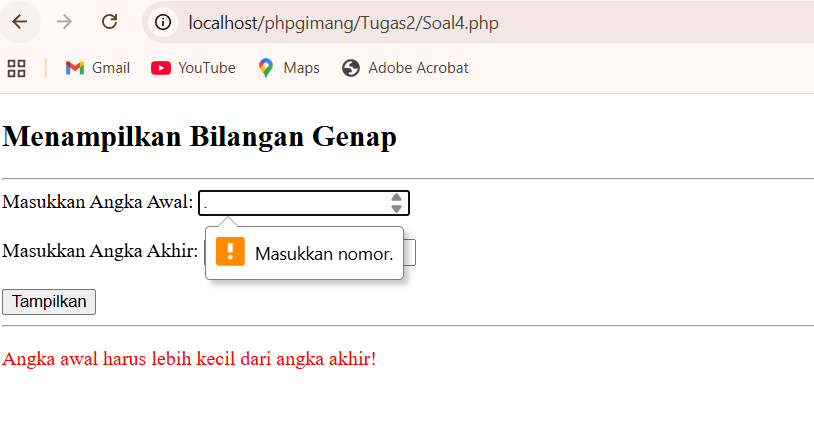 localhost/phpgimang/Tugas2/Soal4.php
Gmail YouTube Maps Adobe Acrobat
Menampilkan Bilangan Genap
Masukkan Angka Awal: .
Masukkan Angka Akhir:
Masukkan nomor.
Tampilkan
Angka awal harus lebih kecil dari angka akhir!